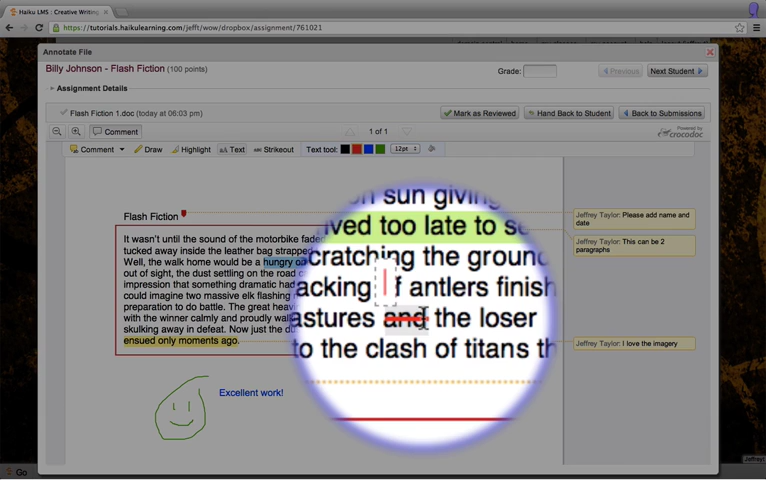 Haiku LMS : Creative Writing
https://tutorials.haikulearning.com/jefft/wow/dropbox/assignment/761021
Annotate File
Billy Johnson - Flash Fiction (100 points)
Grade:
Previous
Next Student
Assignment Details
Flash Fiction 1.doc (today at 06:03 pm)
Mark as Reviewed
Hand Back to Student
Back to Submissions
Comment
1 of 1
Powered by
crocodoc
Comment
Draw
Highlight
Text
Strikeout
Text tool:
12pt
Flash Fiction
It wasn't until the sound of the motorbike faded
tucked away inside the leather bag strapped
Well, the walk home would be a hungry
out of sight, the dust settling on the road
impression that something dramatic had
could imagine two massive elk flashing
preparation to do battle. The great
with the winner calmly and proudly
skulking away in defeat. Now just the
ensued only moments ago.
on sun giving
ived too late to s
cratching the ground
acking f antlers finish
astures and the loser
to the clash of titans th
Jeffrey Taylor: Please add name and
date
Jeffrey Taylor: This can be 2
paragraphs
Jeffrey Taylor: I love the imagery
Excellent work!
Go